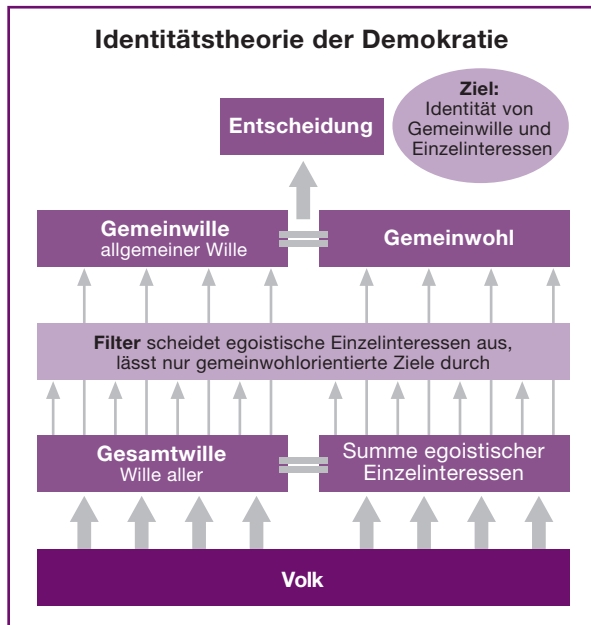 Identitätstheorie der Demokratie
Ziel:
Identität von
Gemeinwille und
Einzelinteressen
Entscheidung
Gemeinwille
allgemeiner Wille
Gemeinwohl
Filter scheidet egoistische Einzelinteressen aus,
lässt nur gemeinwohlorientierte Ziele durch
Gesamtwille
Wille aller
Summe egoistischer
Einzelinteressen
Volk